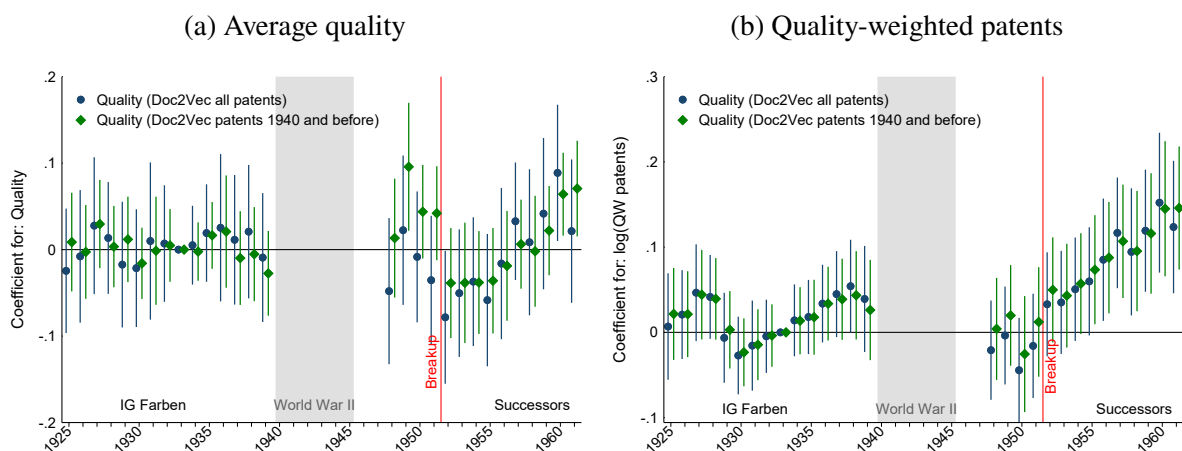 (a) Average quality
Coefficient for: Quality
.2
.1
0
-.1
-.2
Quality (Doc2Vec all patents)
Quality (Doc2Vec patents 1940 and before)
Breakup
IG Farben
World War II
Successors
1925
1930
1935
1940
1945
1950
1955
1960
(b) Quality-weighted patents
Coefficient for: log(QW patents)
.3
.2
.1
0
-.1
Quality (Doc2Vec all patents)
Quality (Doc2Vec patents 1940 and before)
Breakup
IG Farben
World War II
Successors
1925
1930
1935
1940
1945
1950
1955
1960